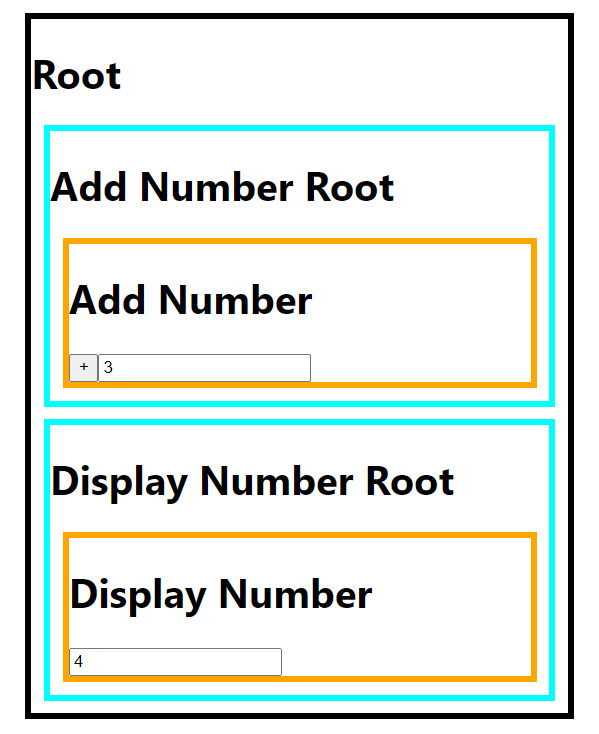 Root
Add Number Root
Add Number
+ 3
Display Number Root
Display Number
4